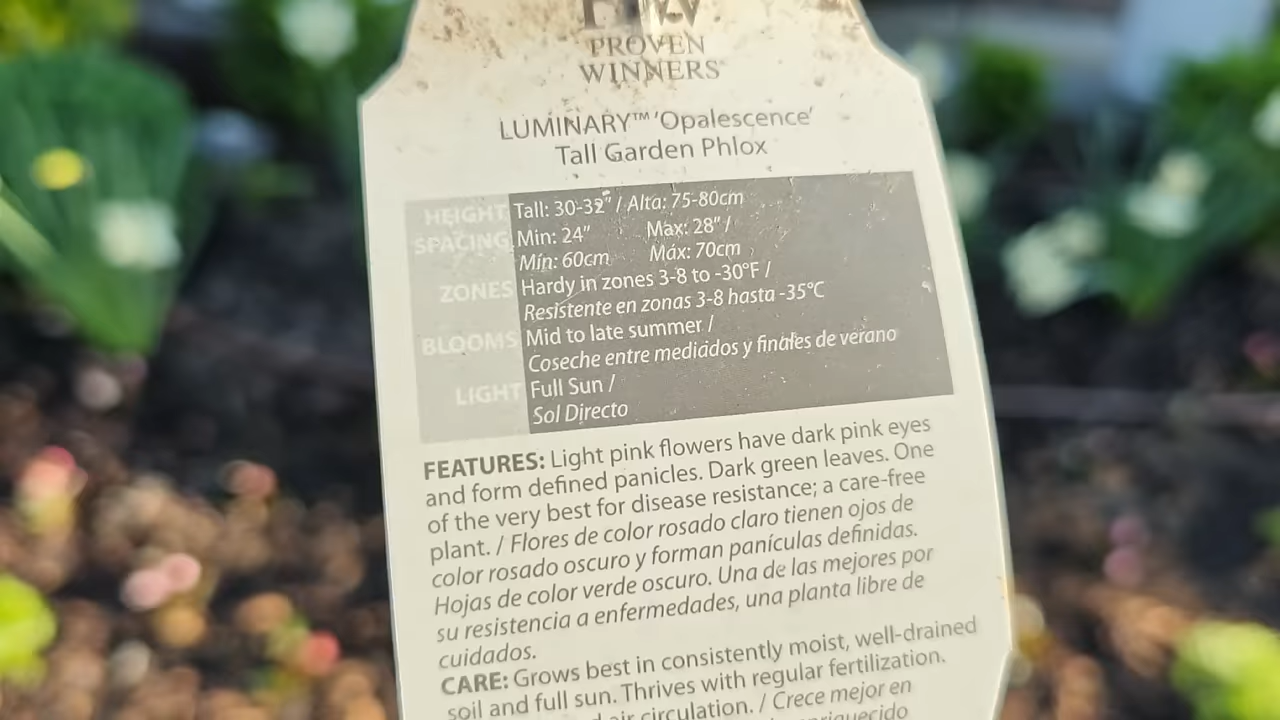 PROVEN
WINNERS®
LUMINARY™ 'Opalescence'
Tall Garden Phlox
HEIGHT Tall: 30-32" / Alta: 75-80cm
SPACING Min: 24" Max: 28" /
Mín: 60cm Máx: 70cm
ZONES Hardy in zones 3-8 to -30°F /
Resistente en zonas 3-8 hasta -35°C
BLOOMS Mid to late summer /
Coseche entre mediados y finales de verano
LIGHT Full Sun /
Sol Directo
FEATURES: Light pink flowers have dark pink eyes
and form defined panicles. Dark green leaves. One
of the very best for disease resistance; a care-free
plant. / Flores de color rosado claro tienen ojos de
color rosado oscuro y forman panículas definidas.
Hojas de color verde oscuro. Una de las mejores por
su resistencia a enfermedades, una planta libre de
cuidados.
CARE: Grows best in consistently moist, well-drained
soil and full sun. Thrives with regular fertilization.
air circulation. / Crece mejor en